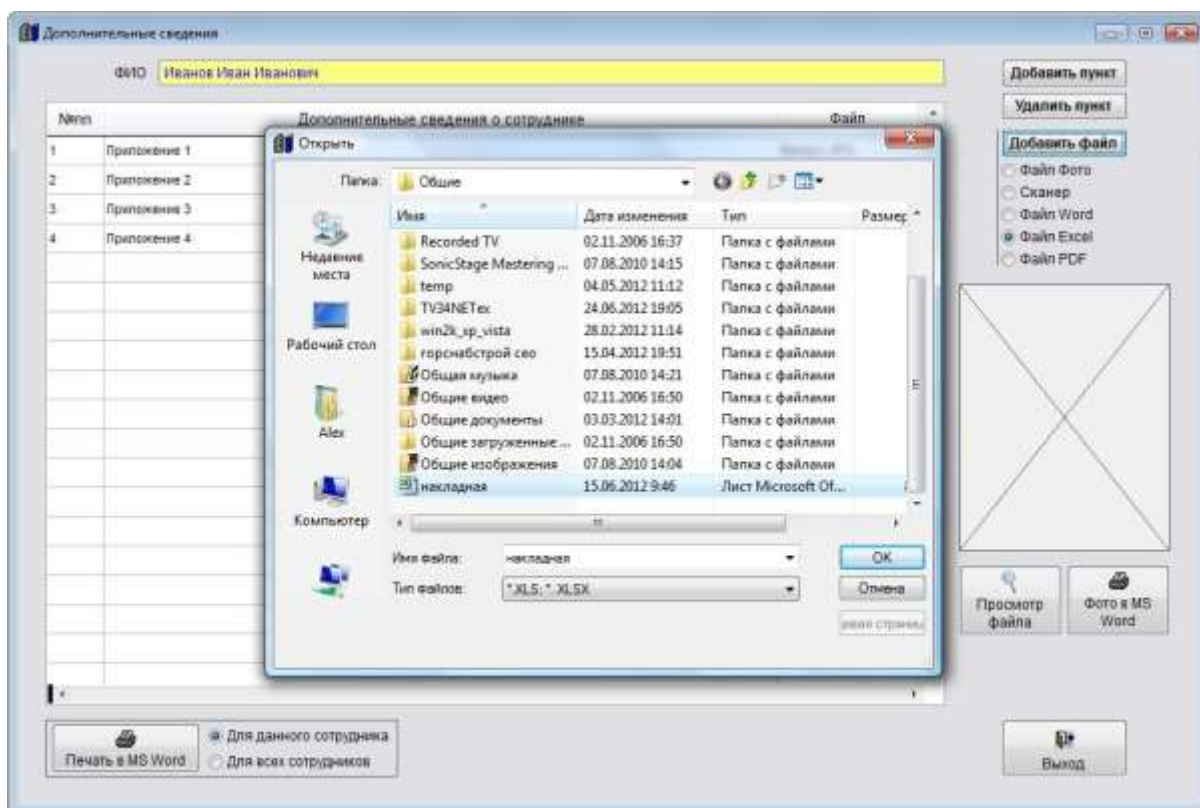 Дополнительные сведения
ФИО Иванов Иван Иванович
Добавить пункт
Удалить пункт
№пп Дополнительные сведения о сотруднике Файл
Добавить файл
Файл Фото
Сканер
Файл Word
Файл Excel
Файл PDF
1 Приложение 1
2 Приложение 2
3 Приложение 3
4 Приложение 4
Открыть
Папка: Общие
Недавние места
Рабочий стол
Alex
Компьютер
Имя Дата изменения Тип Размер
Recorded TV 02.11.2006 16:37 Папка с файлами
SonicStage Mastering ... 07.08.2010 14:15 Папка с файлами
temp 04.05.2012 11:12 Папка с файлами
TV34NETex 24.06.2012 19:05 Папка с файлами
win2k_xp_vista 28.02.2012 11:14 Папка с файлами
горснабстрой сео 15.04.2012 19:51 Папка с файлами
Общая музыка 07.08.2010 14:21 Папка с файлами
Общие видео 02.11.2006 16:50 Папка с файлами
Общие документы 03.03.2012 14:01 Папка с файлами
Общие загруженные ... 02.11.2006 16:50 Папка с файлами
Общие изображения 07.08.2010 14:04 Папка с файлами
накладная 15.06.2012 9:46 Лист Microsoft Of...
Имя файла: накладная OK
Тип файлов: *.XLS; *.XLSX Отмена
Просмотр файла
Фото в MS Word
Печать в MS Word
Для данного сотрудника
Для всех сотрудников
Выход